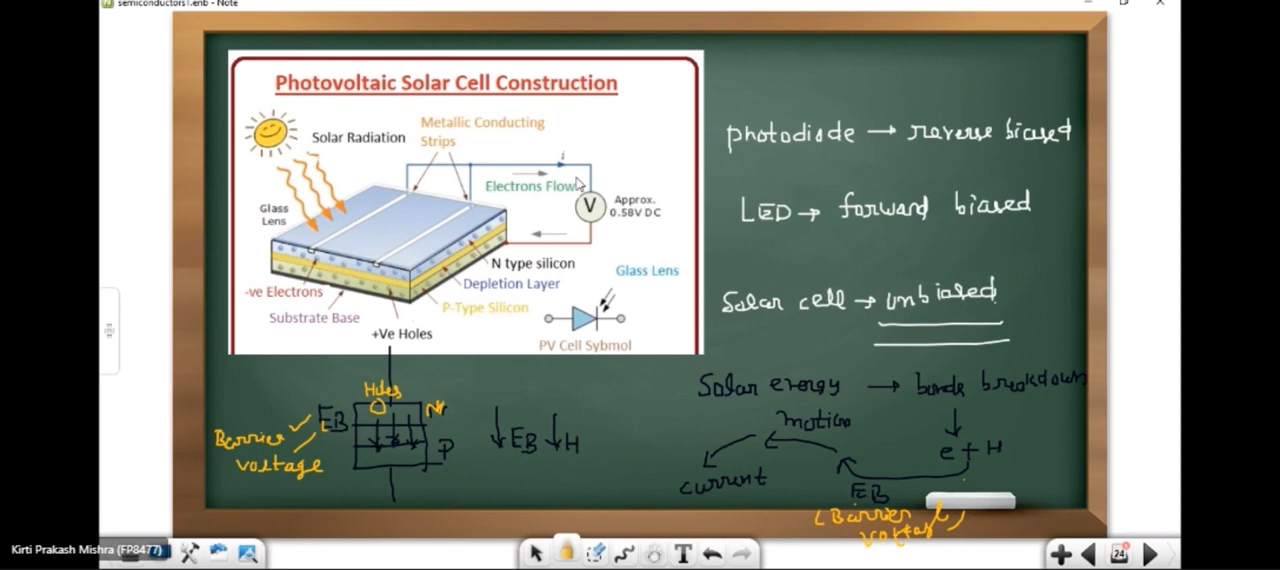 semiconductors1.enb - Note
Photovoltaic Solar Cell Construction
Metallic Conducting
Strips
Solar Radiation
i
Electrons Flow
V
Approx.
0.58V DC
Glass
Lens
N type silicon
Depletion Layer
Glass Lens
-ve Electrons
P-Type Silicon
Substrate Base
+Ve Holes
PV Cell Sybmol
photodiode → reverse biased
LED → forward biased
Solar cell → unbiased
Solar energy → bonds breakdown
e + H
motion
current
EB
(Barrier
voltage)
Holes
N
EB
P
Barrier
voltage
↓ EB ↓ H
Kirti Prakash Mishra (FP8477)
T
24